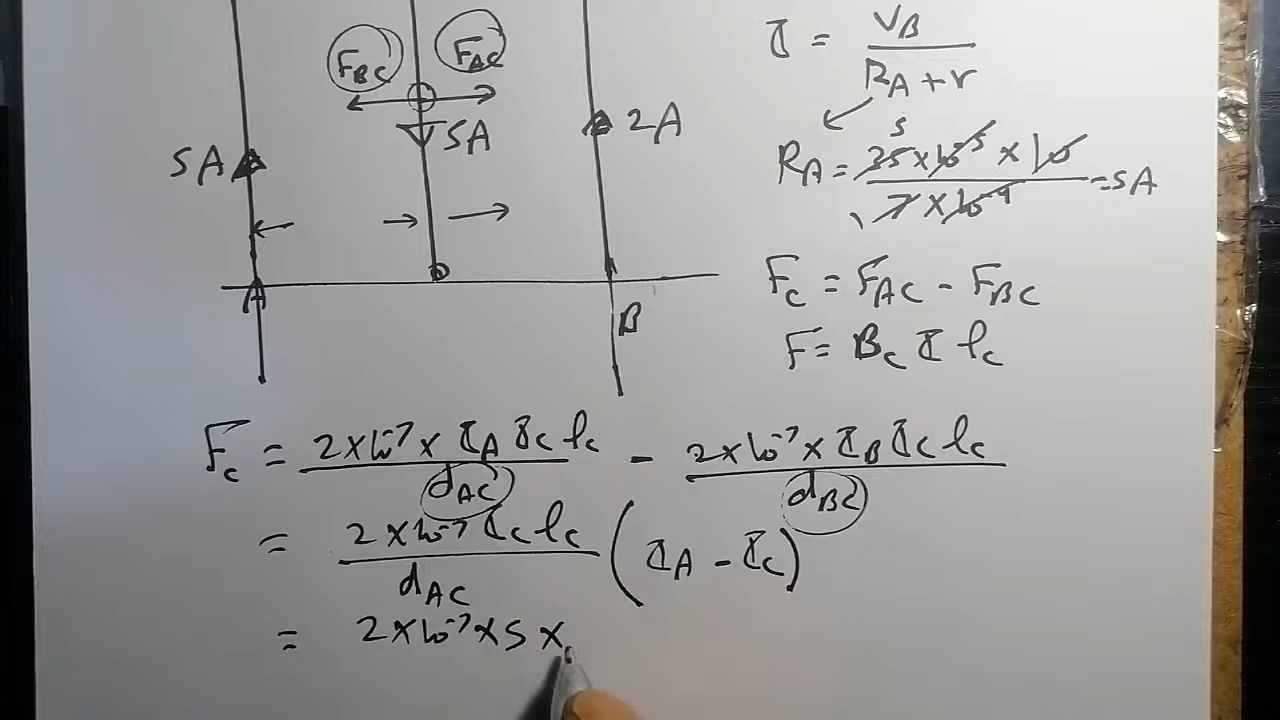 F_BC F_AC
5A 5A 2A
A B
I = V_B / (R_A + r)
R_A = 35 × 10⁻⁵ × 10 / 7 × 10⁻⁴ = 5A
5
1
F_C = F_AC - F_BC
F = B_C I l_C
F_C = 2 × 10⁻⁷ × I_A I_C l_C / d_AC - 2 × 10⁻⁷ × I_B I_C l_C / d_BC
= 2 × 10⁻⁷ I_C l_C / d_AC (I_A - I_C)
= 2 × 10⁻⁷ × 5 ×